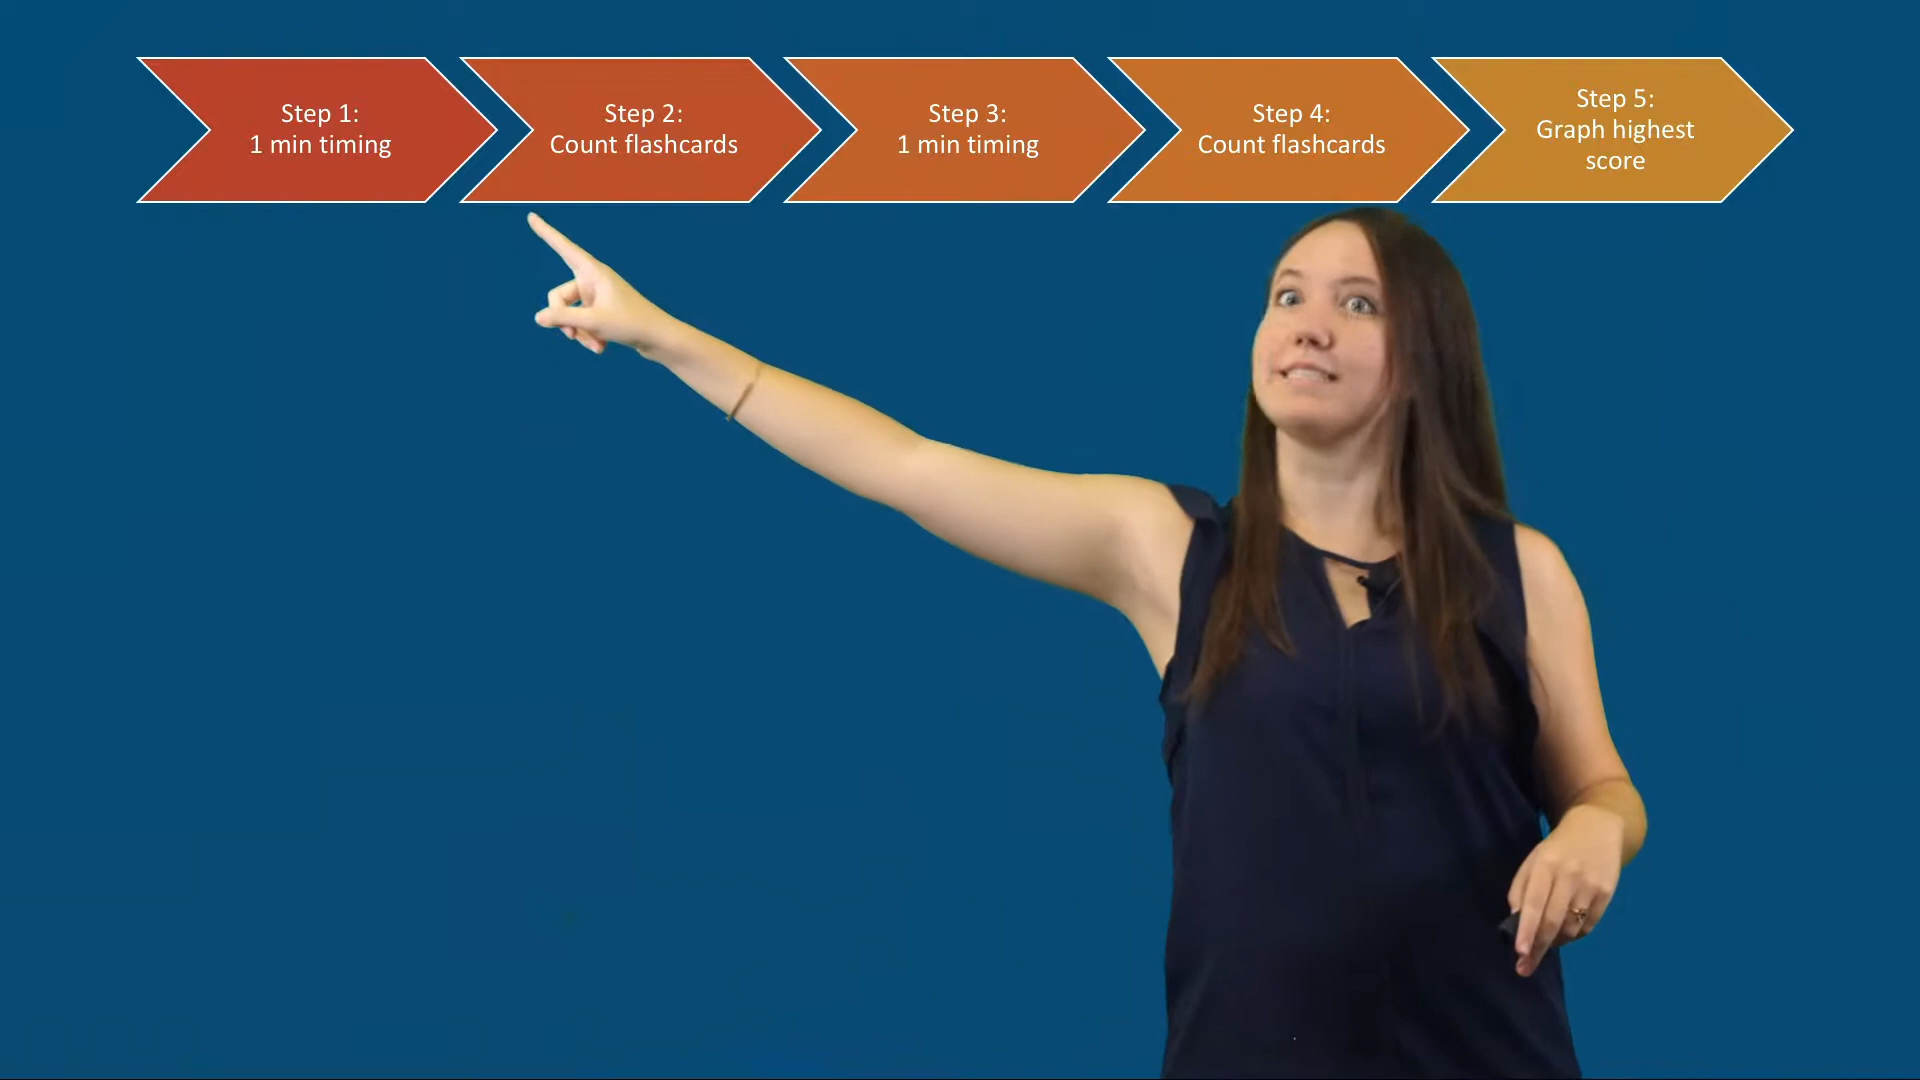 Step 1:
1 min timing
Step 2:
Count flashcards
Step 3:
1 min timing
Step 4:
Count flashcards
Step 5:
Graph highest
score